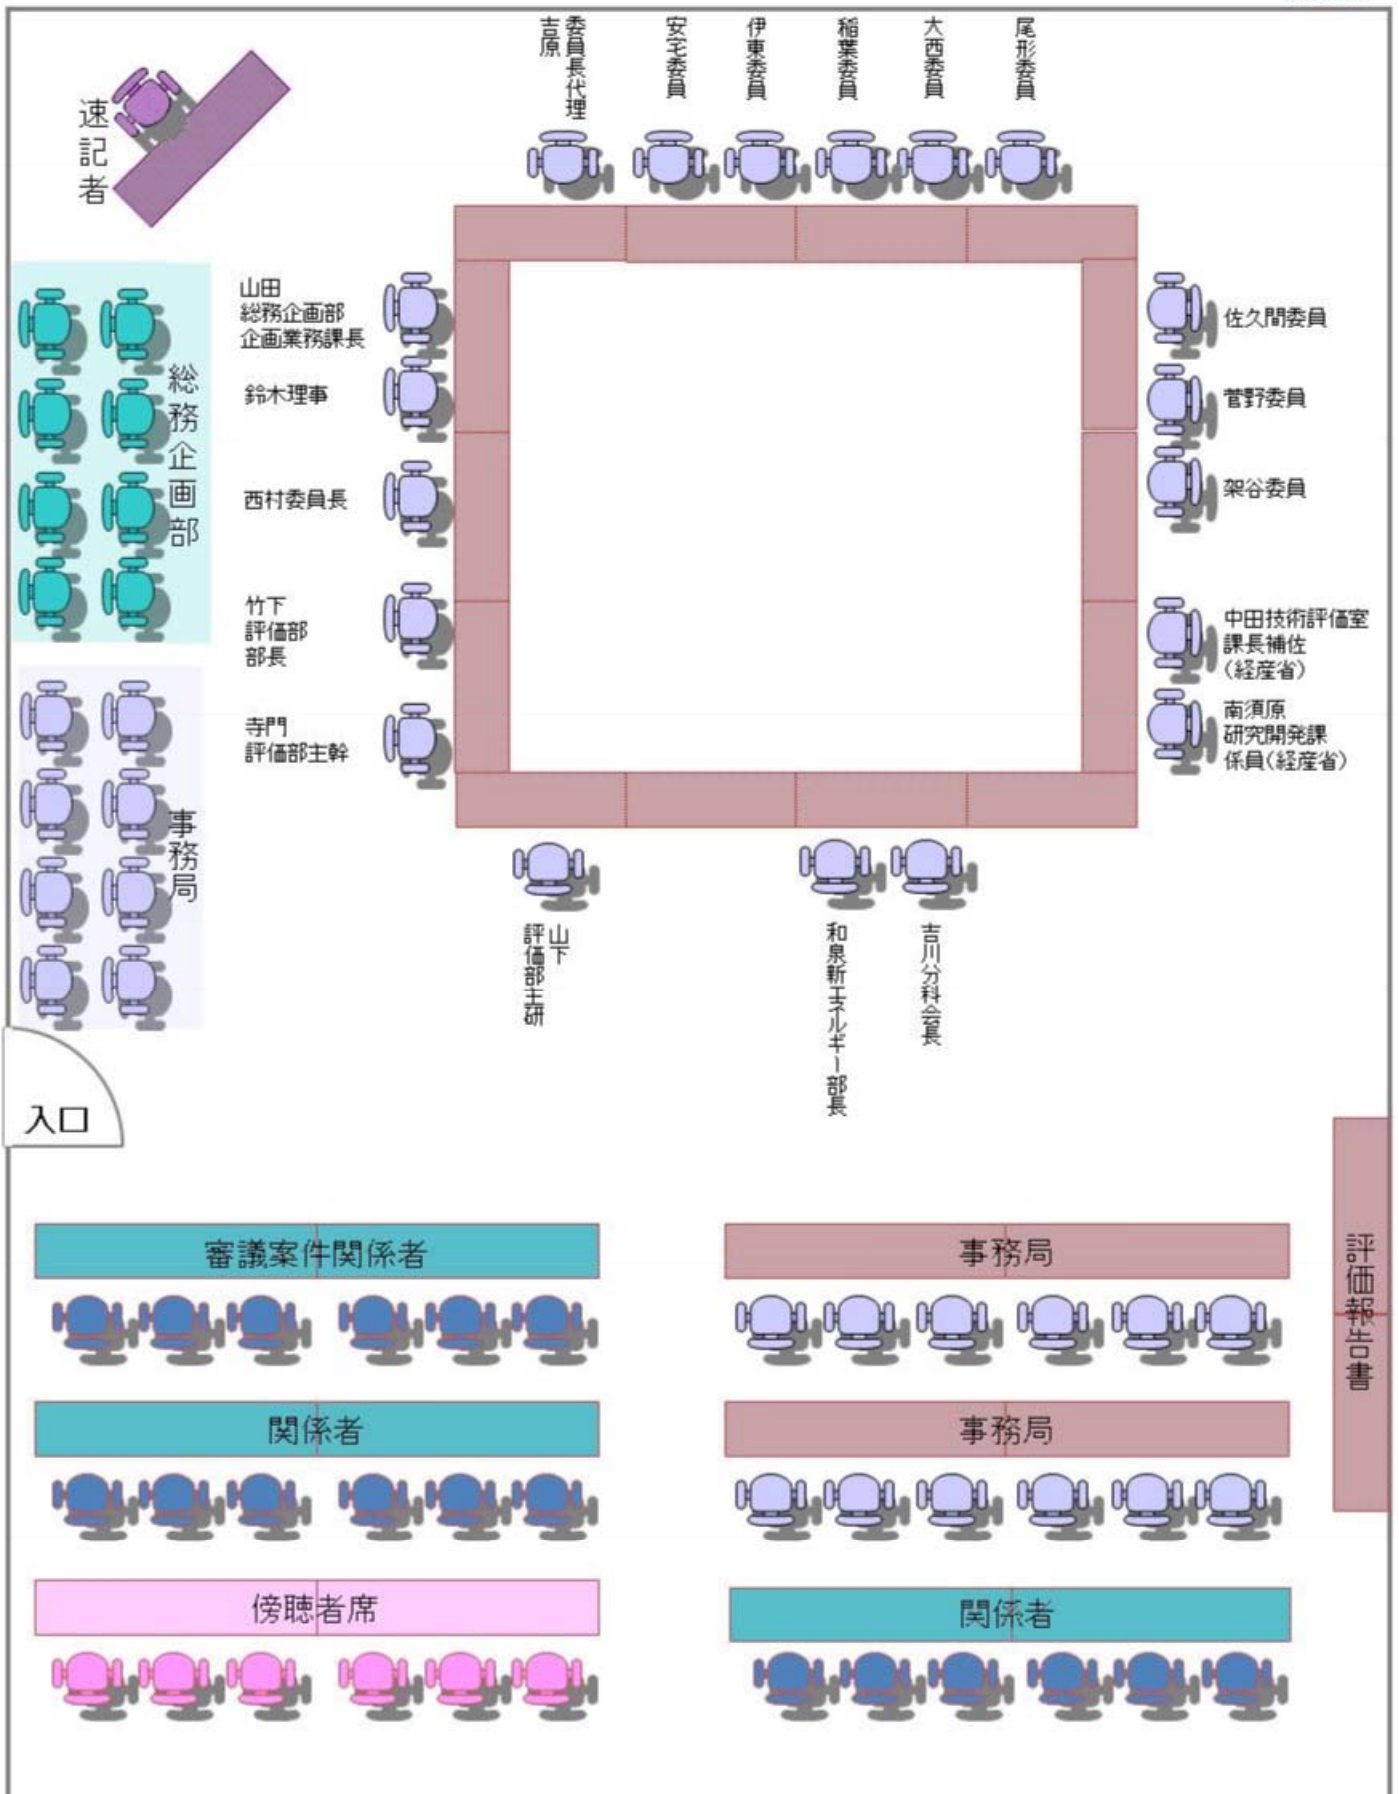 吉原
委員長代理
安宅委員
伊東委員
稲葉委員
大西委員
尾形委員
速記者
山田
総務企画部
企画業務課長
鈴木理事
西村委員長
竹下
評価部
部長
寺門
評価部主幹
佐久間委員
菅野委員
架谷委員
中田技術評価室
課長補佐
(経産省)
南須原
研究開発課
係員(経産省)
総務企画部
事務局
山下
評価部主研
和泉新エネルギー部長
吉川分科会長
入口
審議案件関係者
事務局
評価報告書
関係者
事務局
傍聴者席
関係者